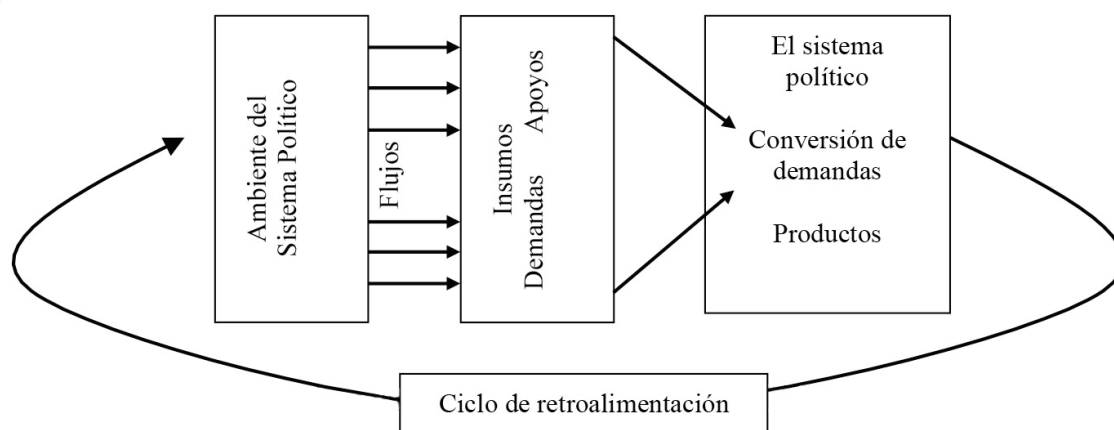 Ambiente del
Sistema Político
Flujos
Insumos
Demandas Apoyos
El sistema
político
Conversión de
demandas
Productos
Ciclo de retroalimentación